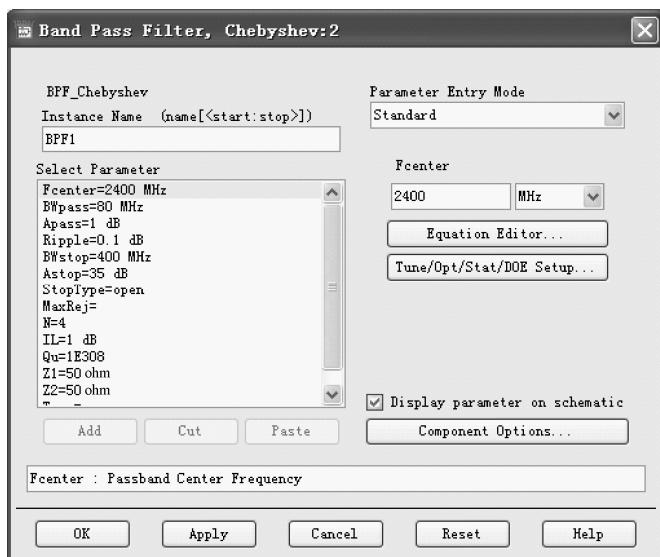 Band Pass Filter, Chebyshev:2
BPF_Chebyshev
Instance Name (name[<start:stop>])
BPF1
Select Parameter
Fcenter=2400 MHz
BWpass=80 MHz
Apass=1 dB
Ripple=0.1 dB
BWstop=400 MHz
Astop=35 dB
StopType=open
MaxRej=
N=4
IL=1 dB
Qu=1E308
Z1=50 ohm
Z2=50 ohm
Add
Cut
Paste
Parameter Entry Mode
Standard
Fcenter
2400
MHz
Equation Editor...
Tune/Opt/Stat/DOE Setup...
Display parameter on schematic
Component Options...
Fcenter : Passband Center Frequency
OK
Apply
Cancel
Reset
Help